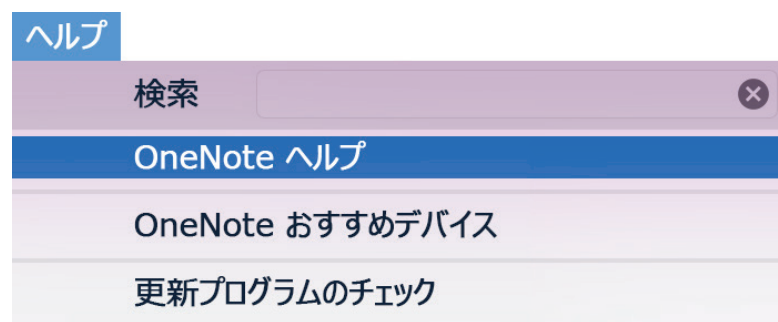 ヘルプ
検索
OneNote ヘルプ
OneNote おすすめデバイス
更新プログラムのチェック